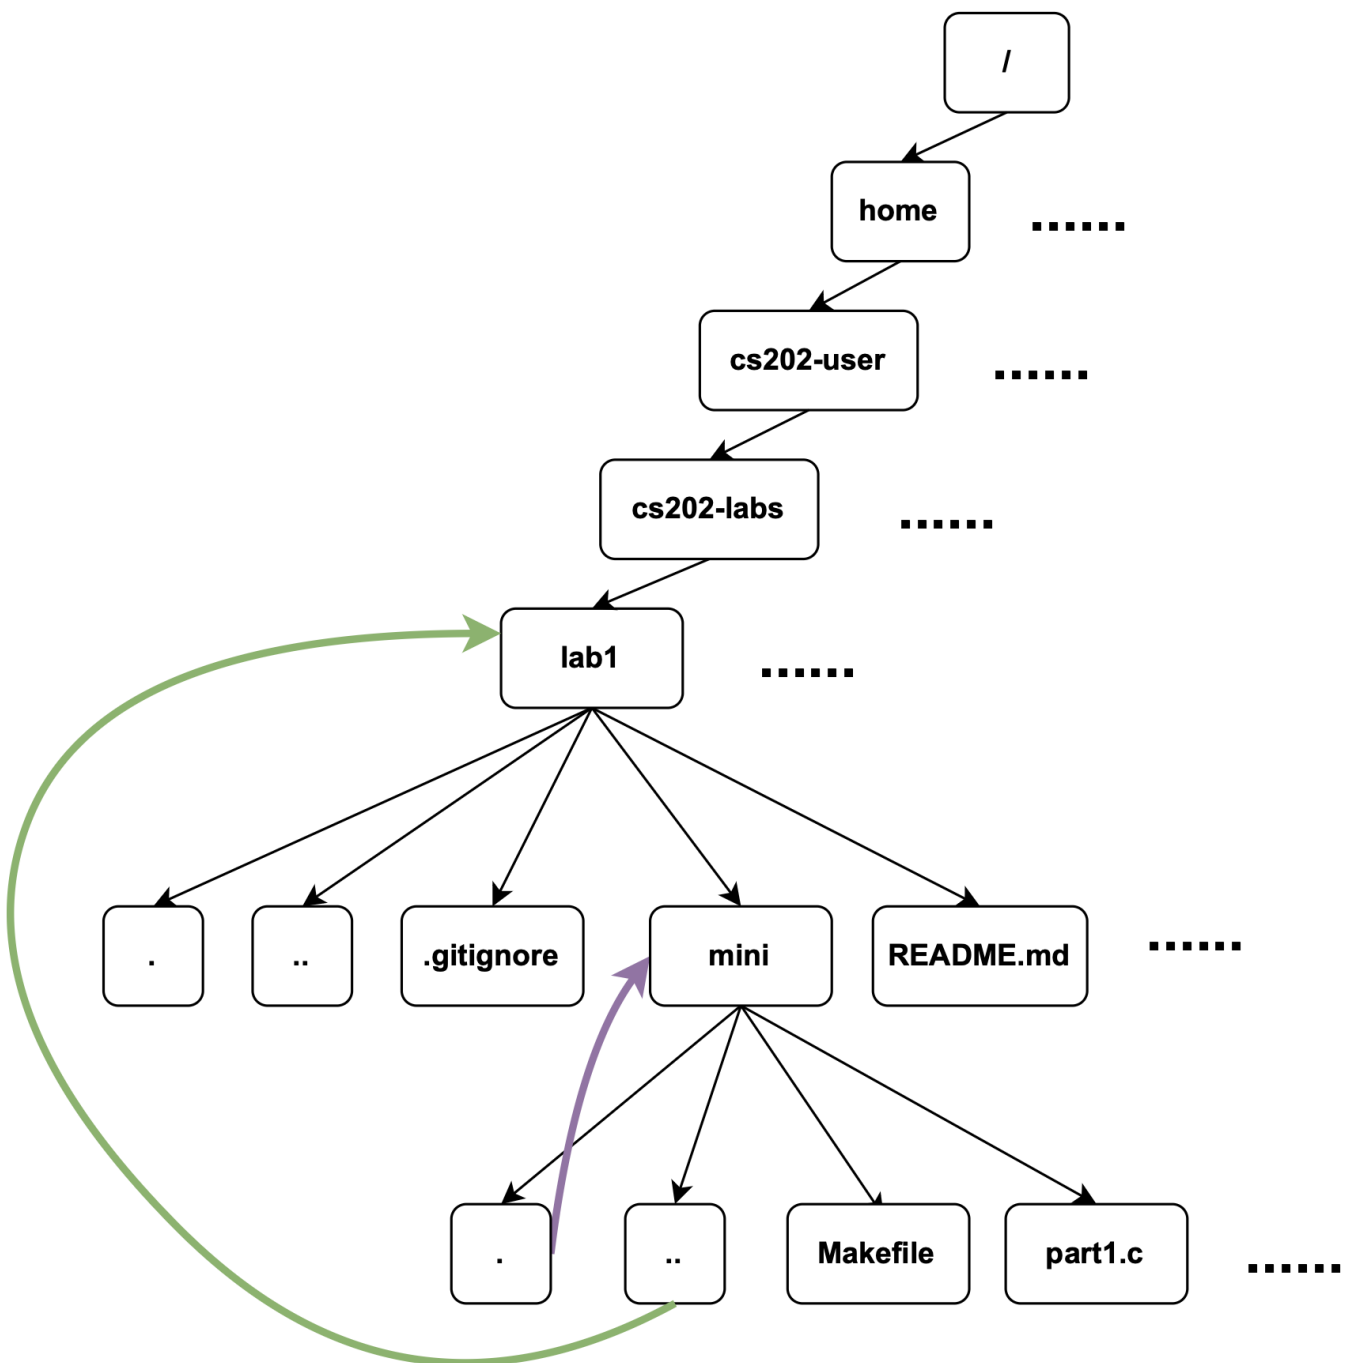 /
home
......
cs202-user
......
cs202-labs
......
lab1
......
.
..
.gitignore
mini
README.md
......
.
..
Makefile
part1.c
......